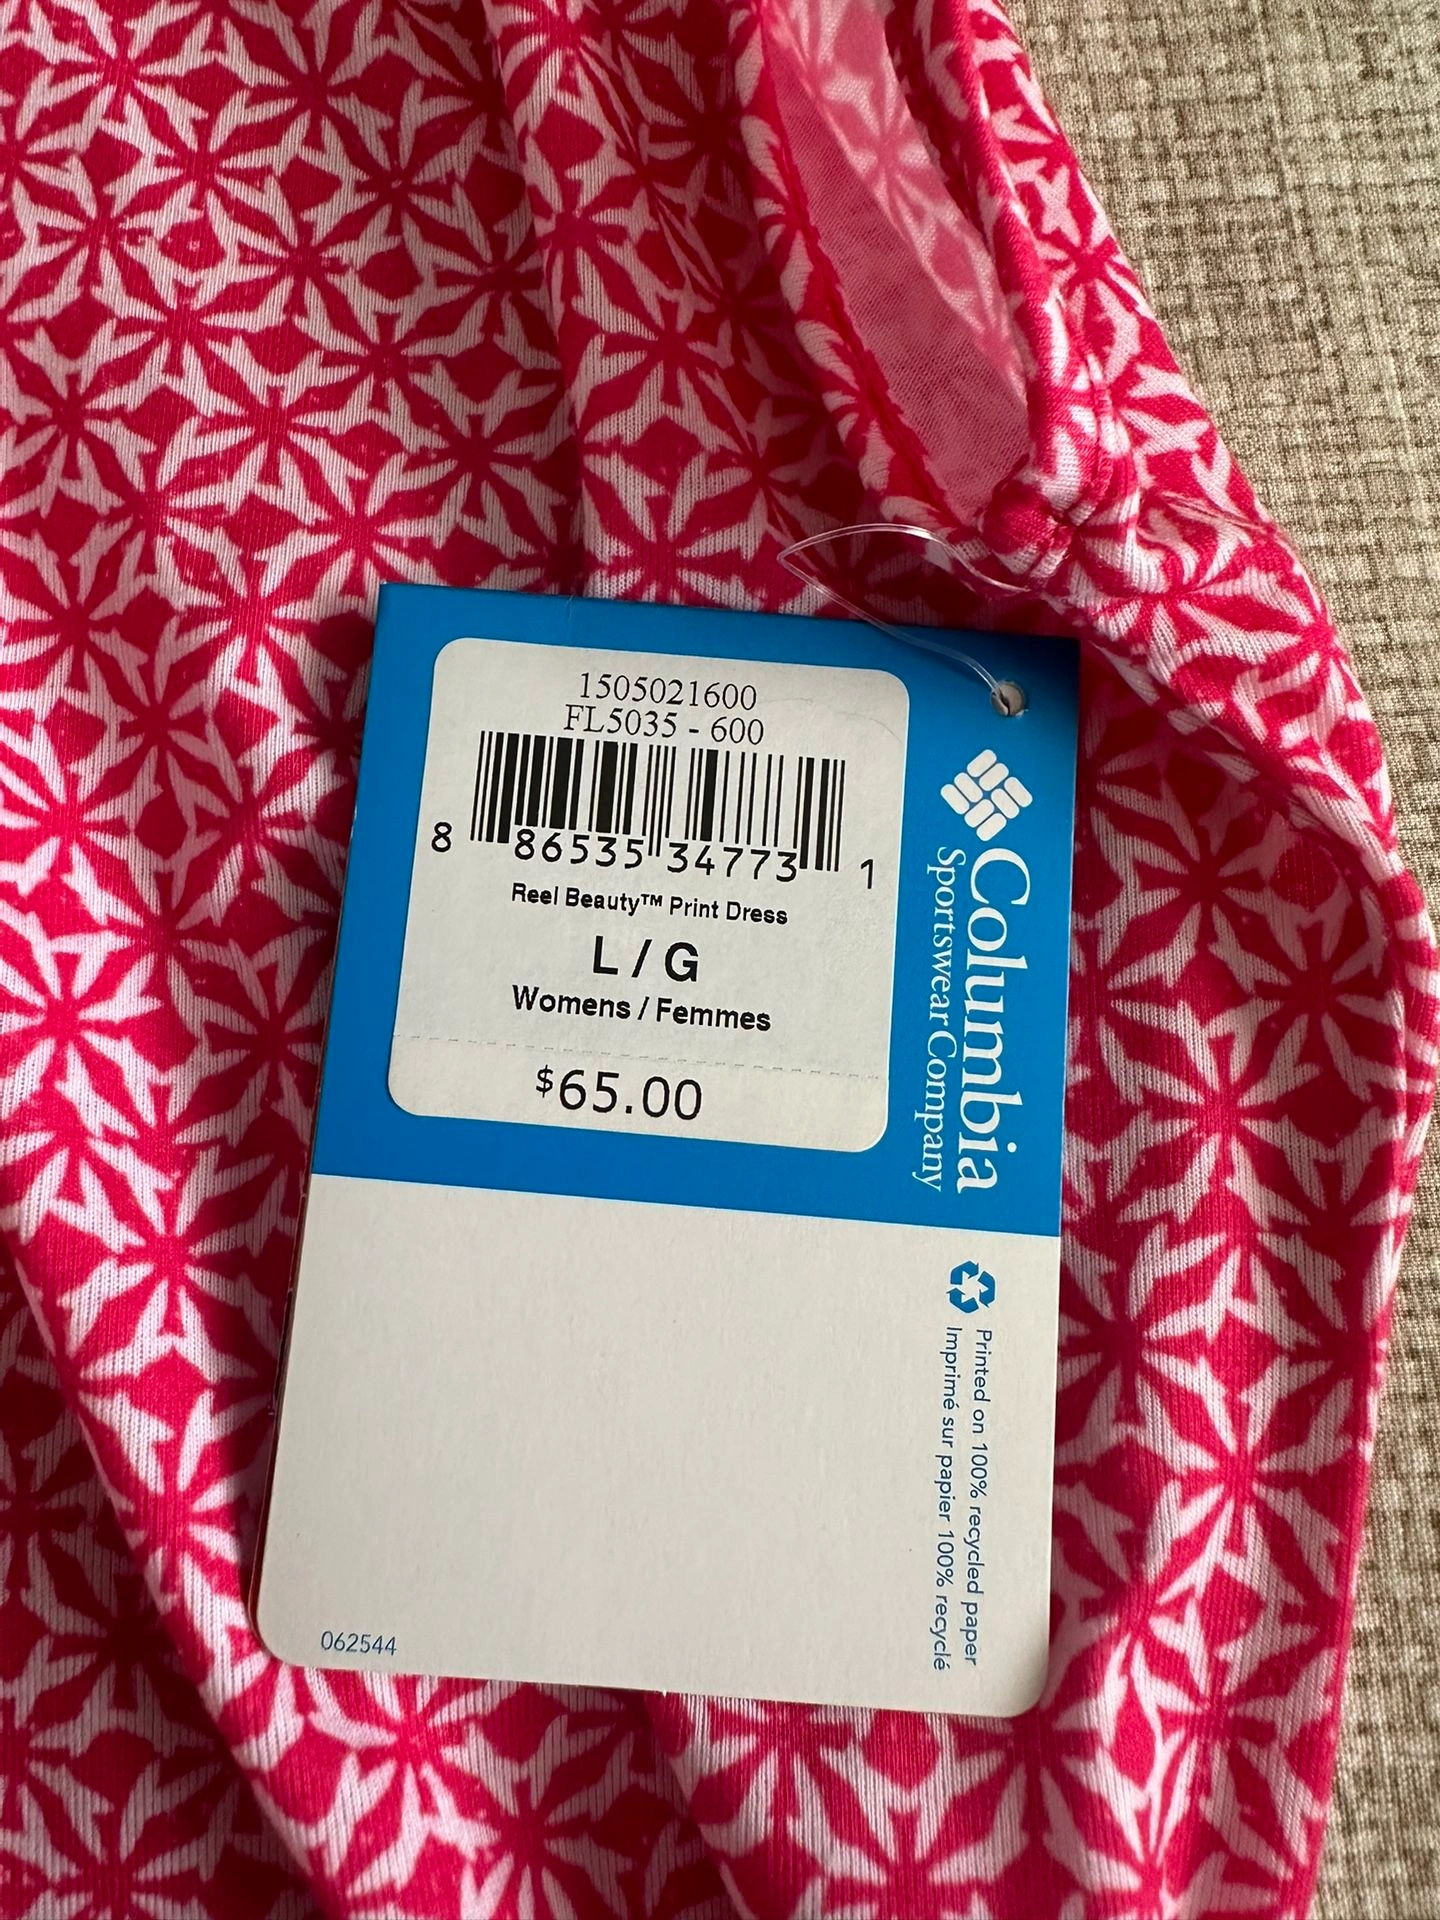 1505021600
FL5035 - 600
8 86535 34773 1
Reel Beauty™ Print Dress
L / G
Womens / Femmes
$65.00
Columbia
Sportswear Company
Printed on 100% recycled paper
Imprimé sur papier 100% recyclé
062544